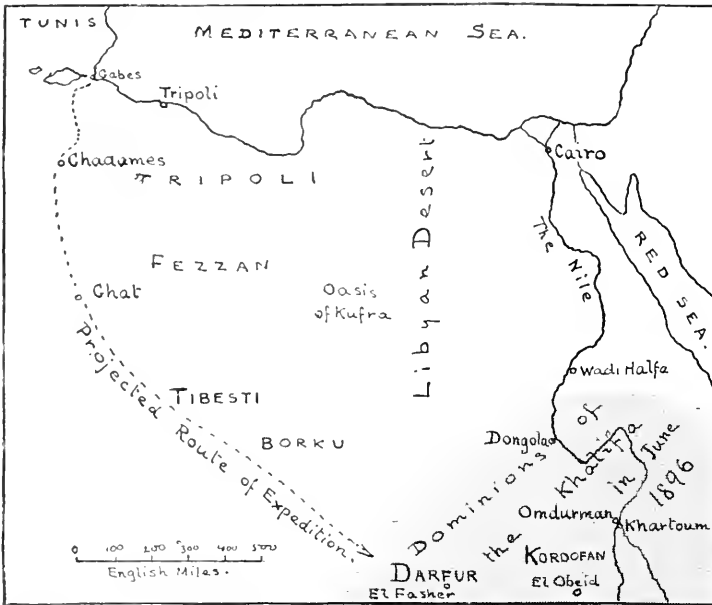 TUNIS
MEDITERRANEAN SEA.
Gabes
Tripoli
Cairo
Ghadames
TRIPOLI
Libyan Desert
The Nile
RED SEA.
FEZZAN
Ghat
Oasis
of Kufra
Wadi Halfa
Projected Route of Expedition.
TIBESTI
BORKU
Dongola
Dominions of
the Khalifa
in June
1896
Omdurman
Khartoum
0 100 200 300 400 500
English Miles.
DARFUR
El Fasher
KORDOFAN
El Obeid